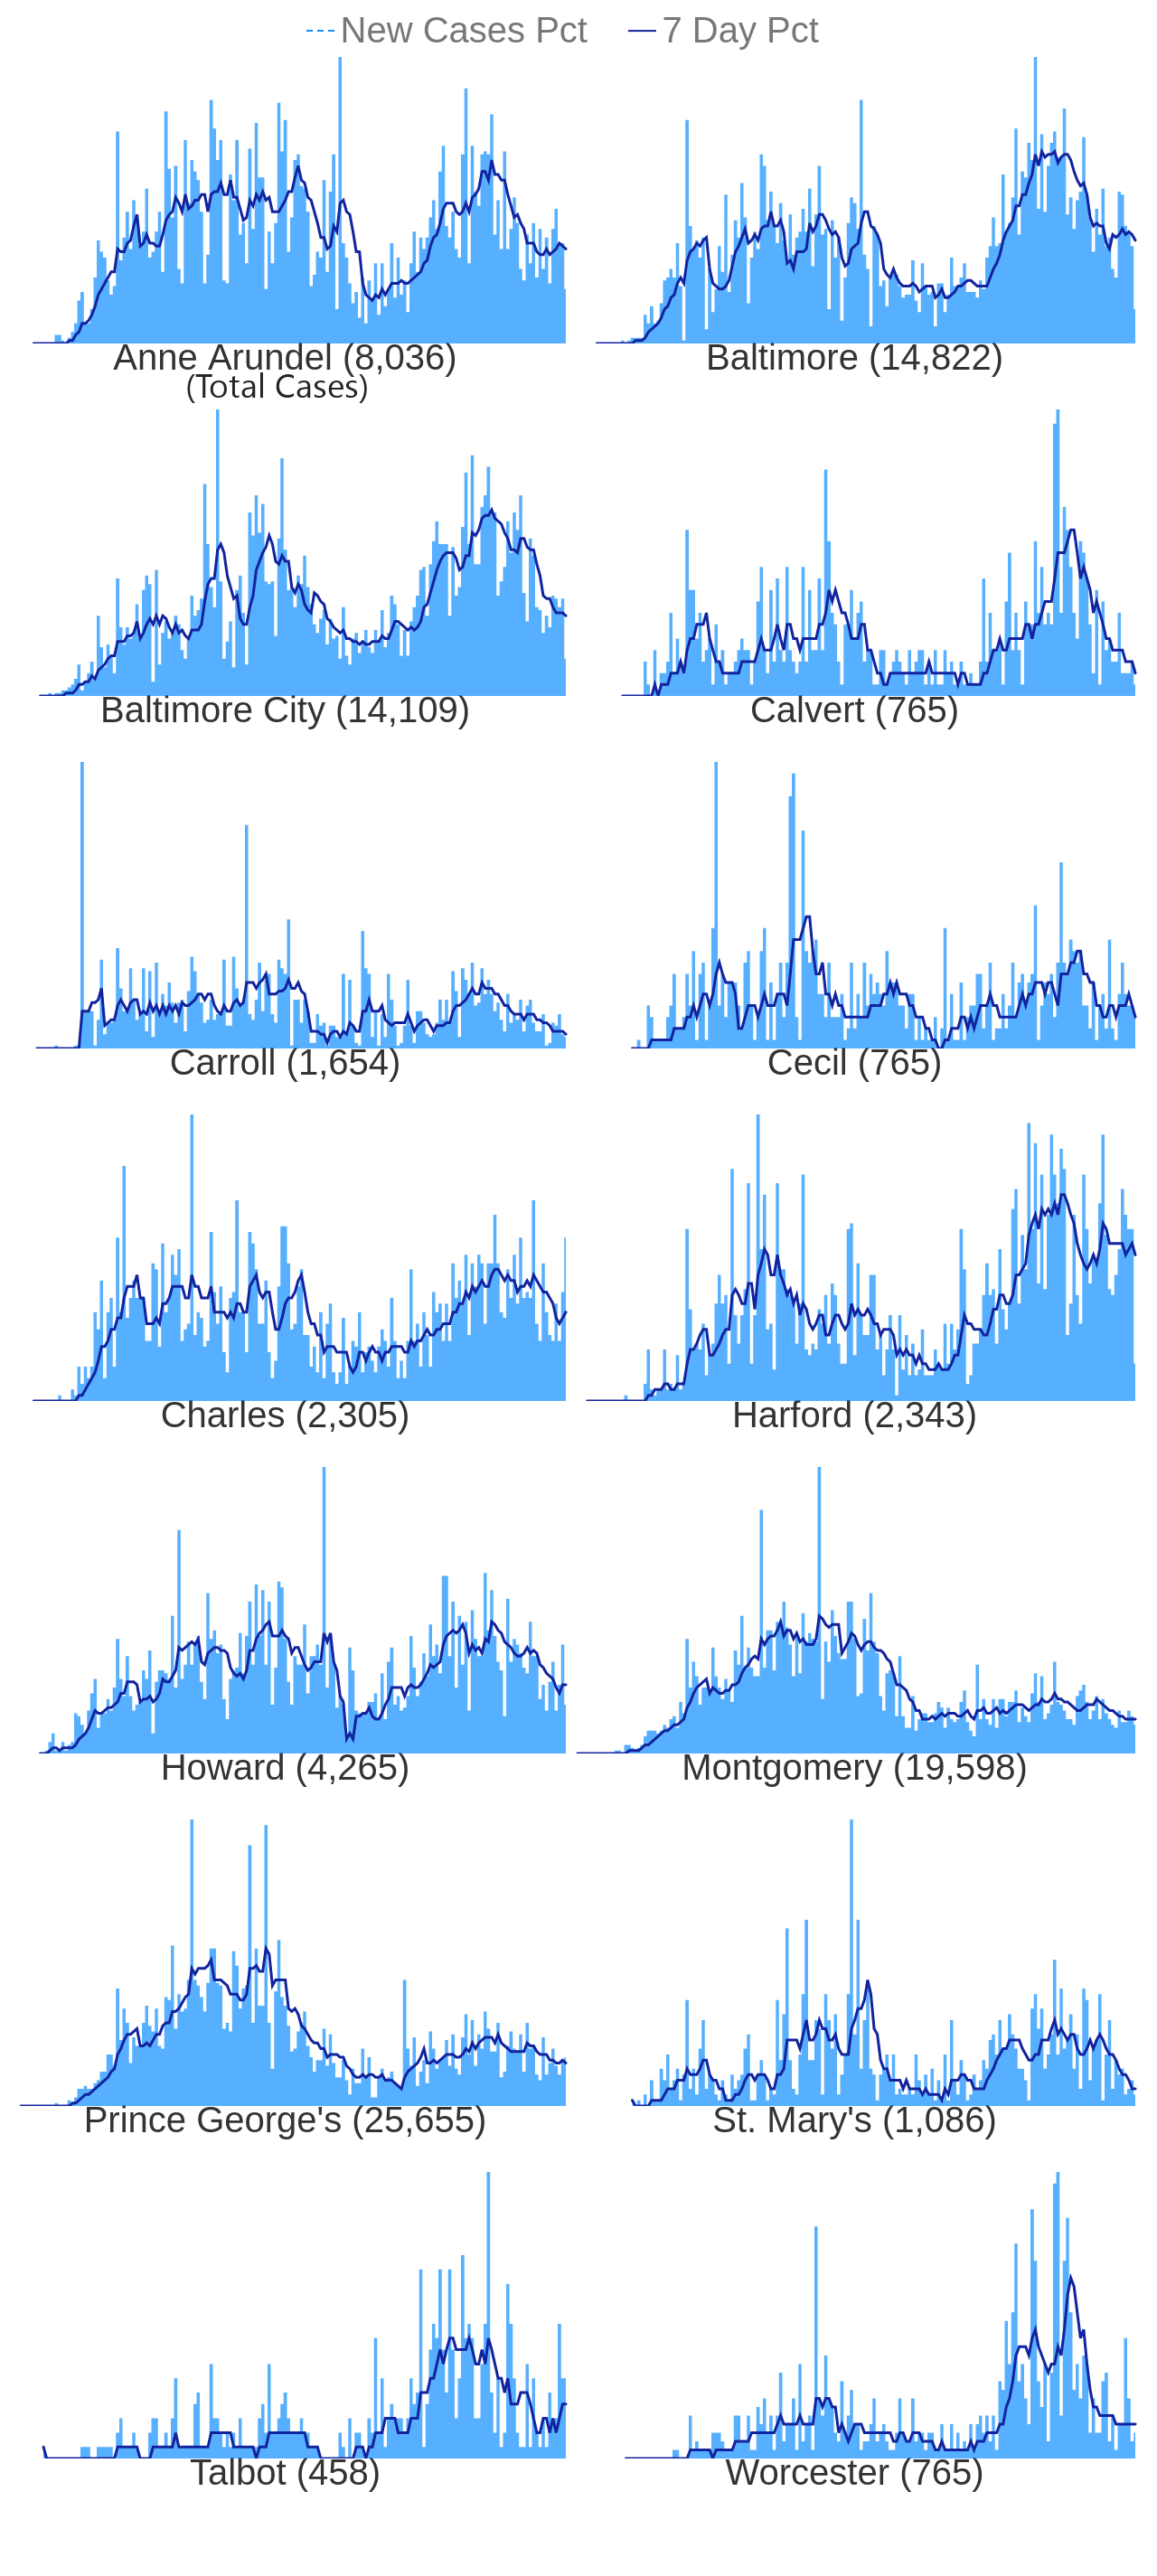 New Cases Pct 7 Day Pct
Anne Arundel (8,036) Baltimore (14,822)
(Total Cases)
Baltimore City (14,109) Calvert (765)
Carroll (1,654) Cecil (765)
Charles (2,305) Harford (2,343)
Howard (4,265) Montgomery (19,598)
Prince George's (25,655) St. Mary's (1,086)
Talbot (458) Worcester (765)